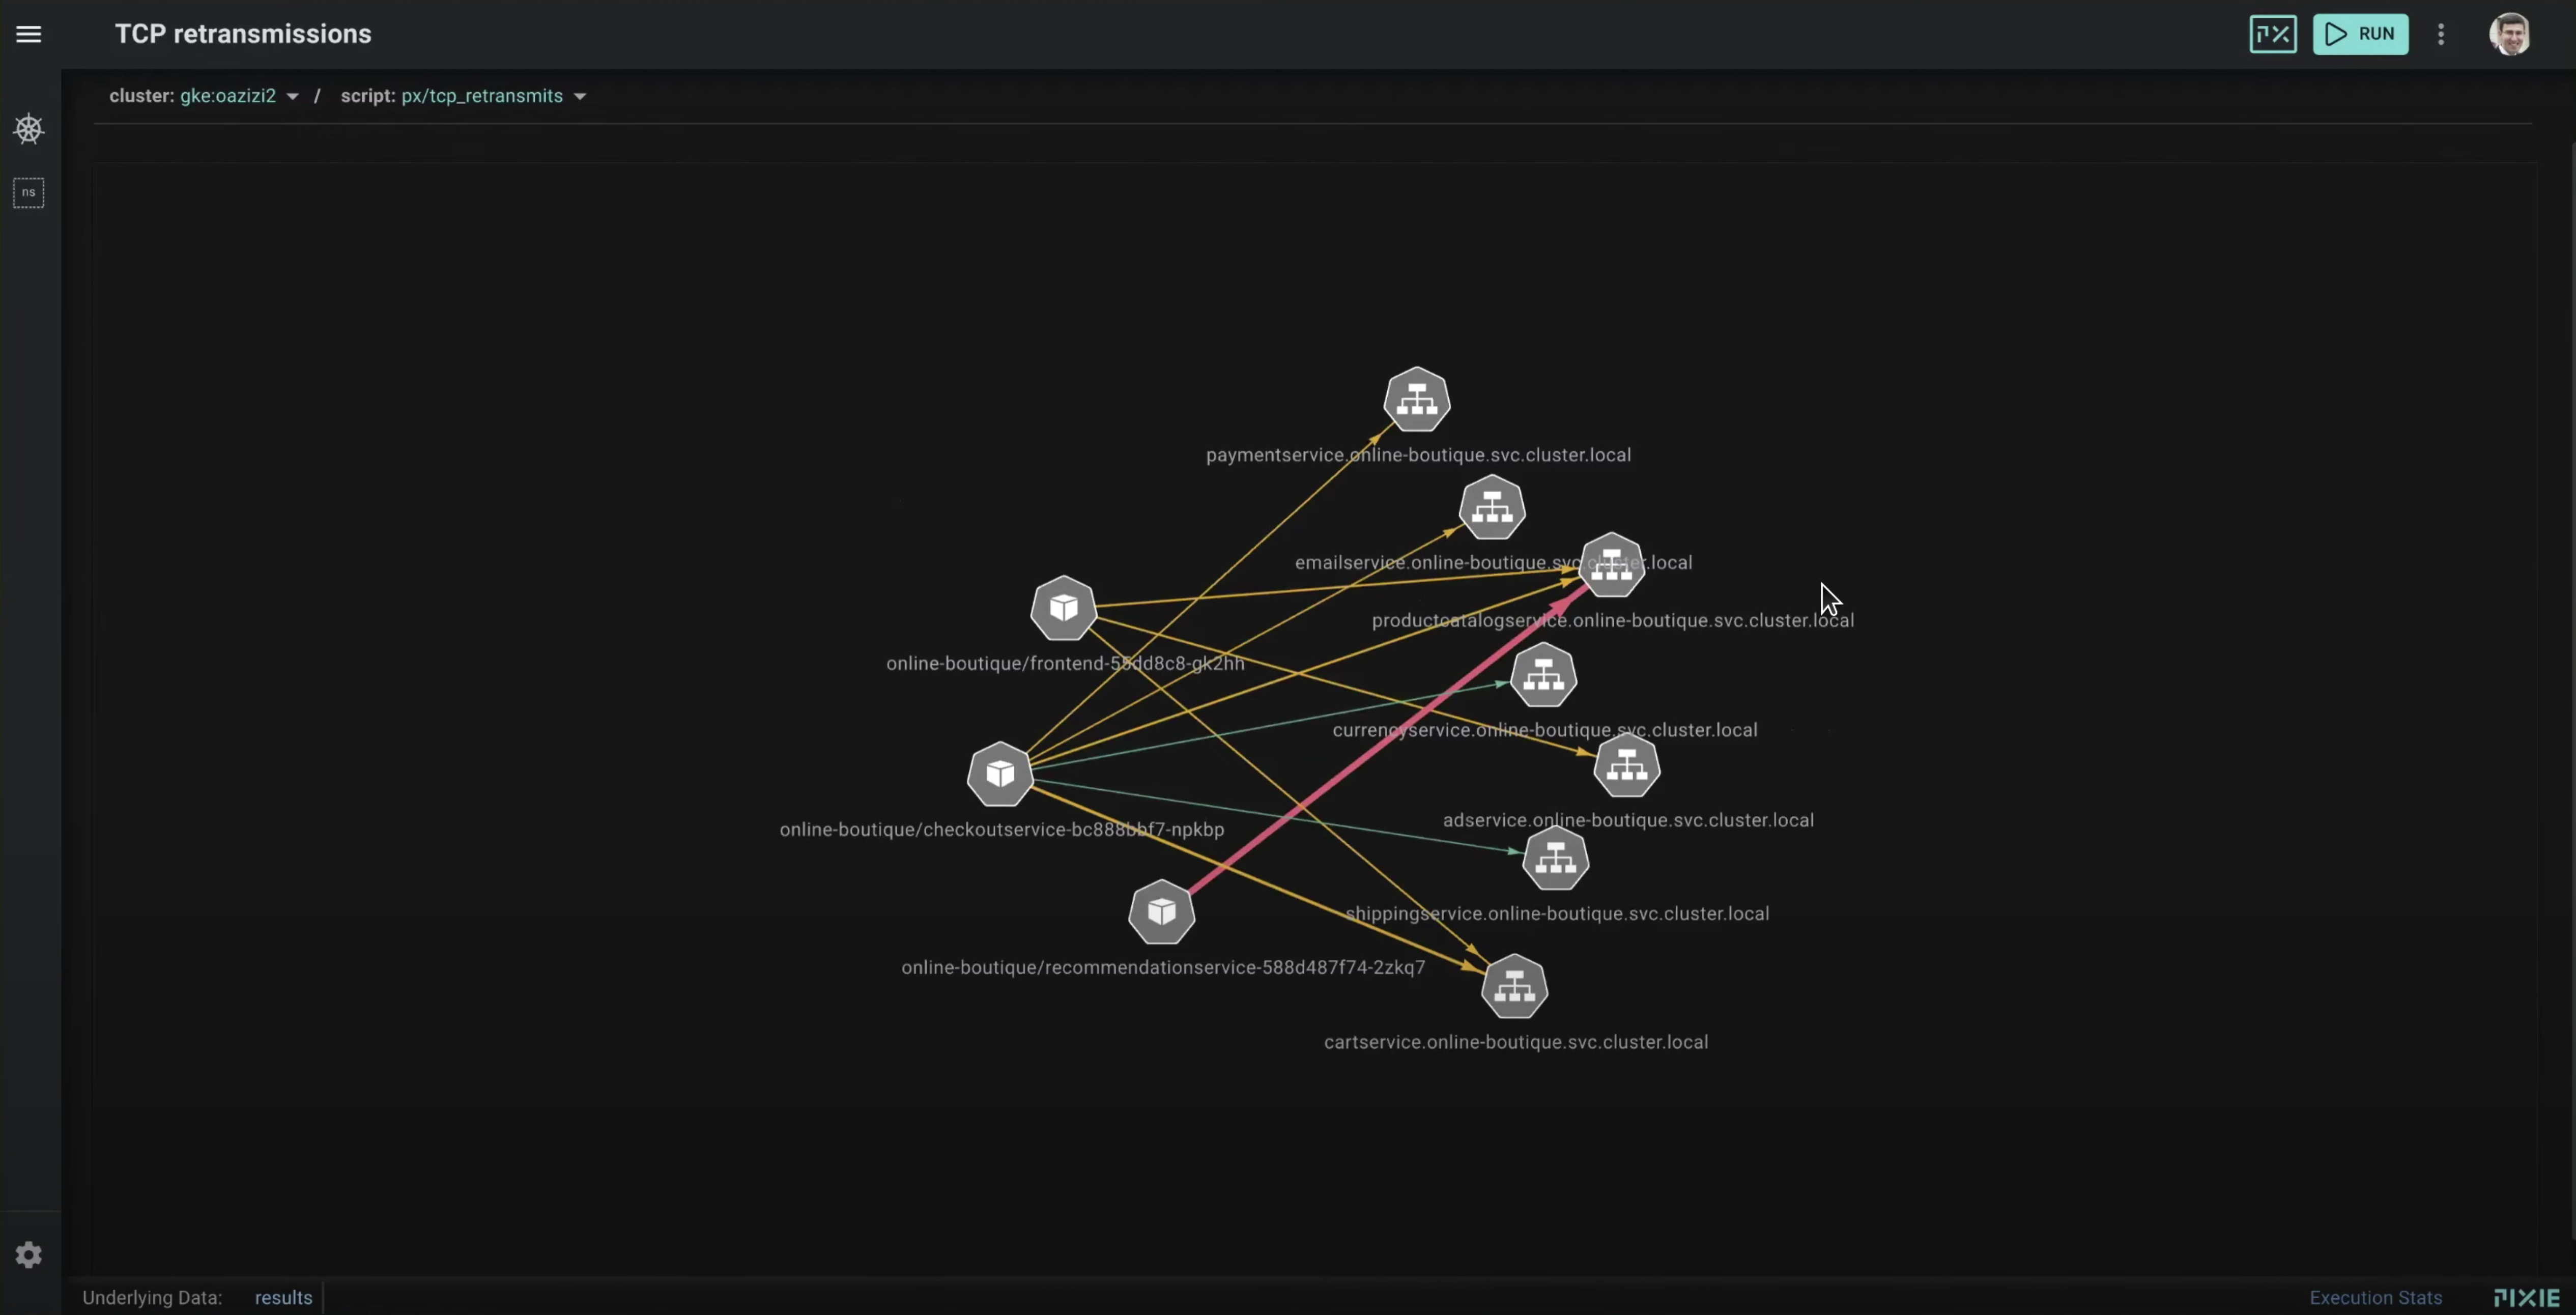 TCP retransmissions
RUN
cluster: gke:oazizi2 / script: px/tcp_retransmits
ns
paymentservice.online-boutique.svc.cluster.local
emailservice.online-boutique.svc.cluster.local
productcatalogservice.online-boutique.svc.cluster.local
online-boutique/frontend-55dd8c8-gk2hh
currencyservice.online-boutique.svc.cluster.local
adservice.online-boutique.svc.cluster.local
online-boutique/checkoutservice-bc888bbf7-npkbp
shippingservice.online-boutique.svc.cluster.local
online-boutique/recommendationservice-588d487f74-2zkq7
cartservice.online-boutique.svc.cluster.local
Underlying Data: results
Execution Stats
PIXIE